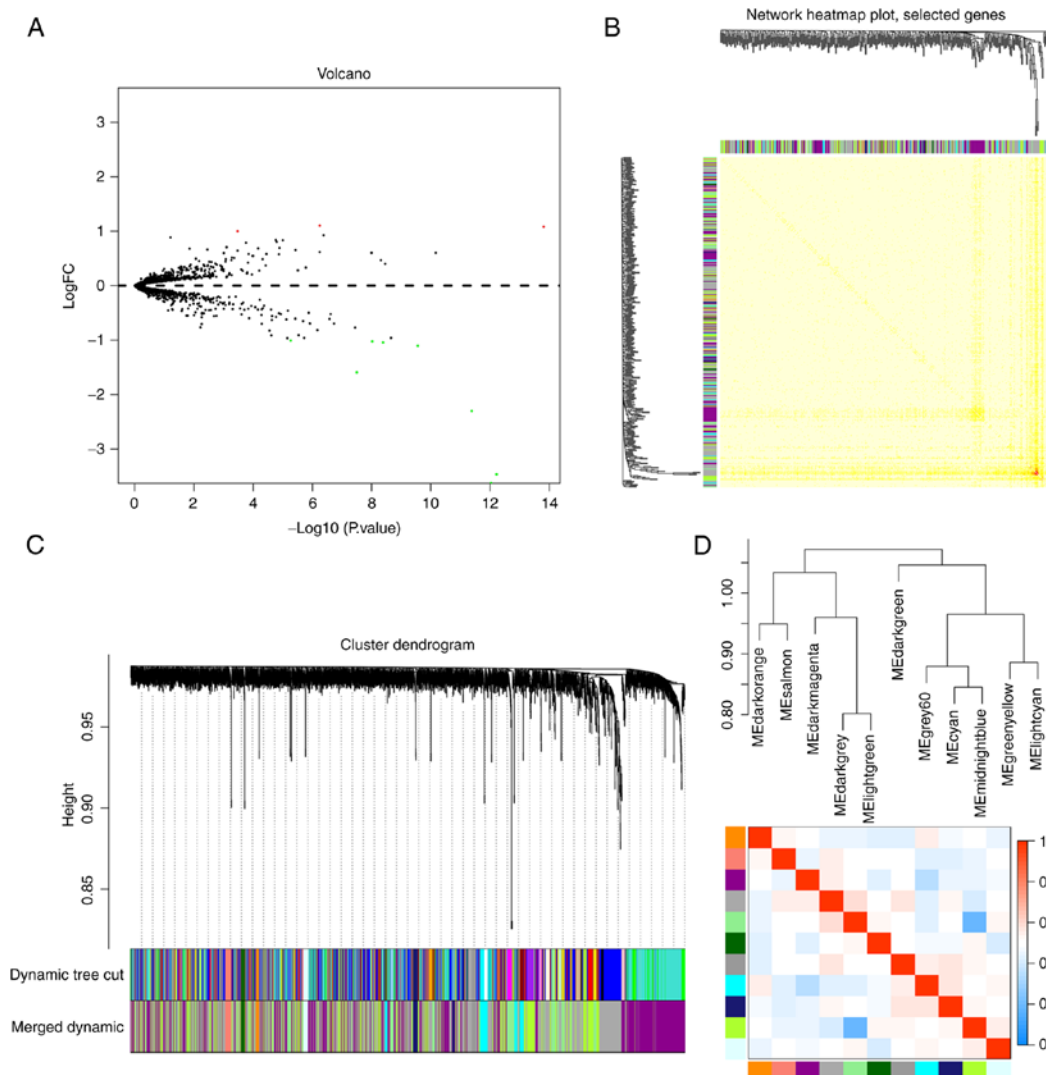 A
Volcano
3
2
1
0
−1
−2
−3
LogFC
0 2 4 6 8 10 12 14
−Log10 (P.value)
B
Network heatmap plot, selected genes
C
Cluster dendrogram
0.95
0.90
0.85
Height
Dynamic tree cut
Merged dynamic
D
1.00
0.90
0.80
MEdarkorange
MEsalmon
MEdarkmagenta
MEdarkgrey
MElightgreen
MEdarkgreen
MEgrey60
MEcyan
MEmidnightblue
MEgreenyellow
MElightcyan
1
0
0
0
0
0